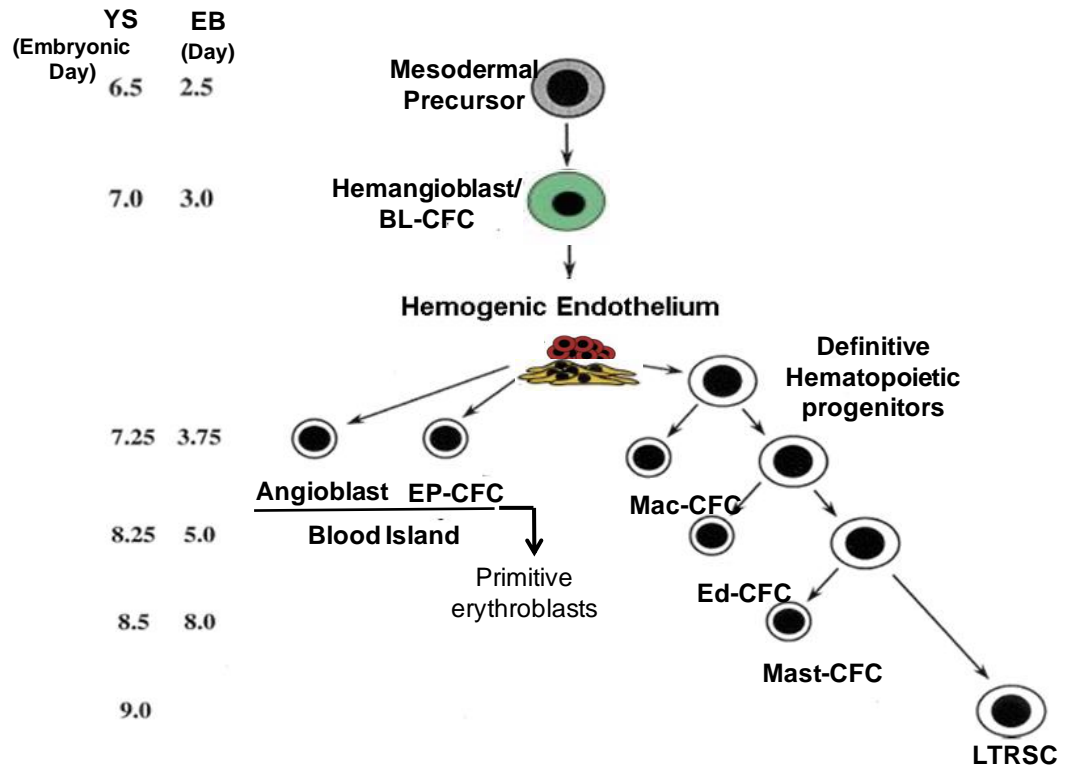 YS EB
(Embryonic Day) (Day)
6.5 2.5
Mesodermal
Precursor
7.0 3.0
Hemangioblast/
BL-CFC
Hemogenic Endothelium
Definitive
Hematopoietic
progenitors
7.25 3.75
Angioblast EP-CFC
Mac-CFC
8.25 5.0
Blood Island
Primitive
erythroblasts
Ed-CFC
8.5 8.0
Mast-CFC
9.0
LTRSC